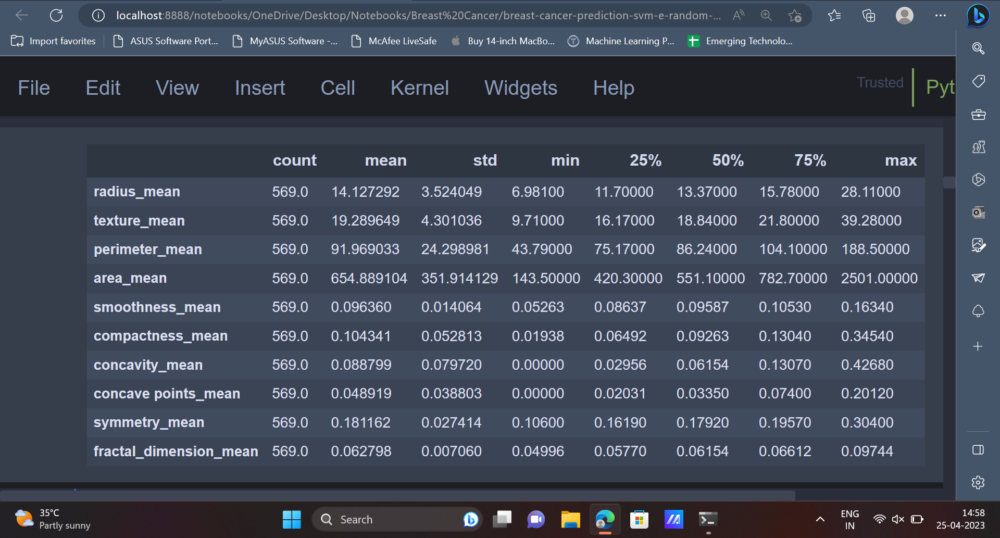 localhost:8888/notebooks/OneDrive/Desktop/Notebooks/Breast%20Cancer/breast-cancer-prediction-svm-e-random-...
Import favorites ASUS Software Port... MyASUS Software -... McAfee LiveSafe Buy 14-inch MacBo... Machine Learning P... Emerging Technolo...
File Edit View Insert Cell Kernel Widgets Help Trusted Pyt
count mean std min 25% 50% 75% max
radius_mean 569.0 14.127292 3.524049 6.98100 11.70000 13.37000 15.78000 28.11000
texture_mean 569.0 19.289649 4.301036 9.71000 16.17000 18.84000 21.80000 39.28000
perimeter_mean 569.0 91.969033 24.298981 43.79000 75.17000 86.24000 104.10000 188.50000
area_mean 569.0 654.889104 351.914129 143.50000 420.30000 551.10000 782.70000 2501.00000
smoothness_mean 569.0 0.096360 0.014064 0.05263 0.08637 0.09587 0.10530 0.16340
compactness_mean 569.0 0.104341 0.052813 0.01938 0.06492 0.09263 0.13040 0.34540
concavity_mean 569.0 0.088799 0.079720 0.00000 0.02956 0.06154 0.13070 0.42680
concave points_mean 569.0 0.048919 0.038803 0.00000 0.02031 0.03350 0.07400 0.20120
symmetry_mean 569.0 0.181162 0.027414 0.10600 0.16190 0.17920 0.19570 0.30400
fractal_dimension_mean 569.0 0.062798 0.007060 0.04996 0.05770 0.06154 0.06612 0.09744
35°C
Partly sunny
Search
ENG
IN
14:58
25-04-2023